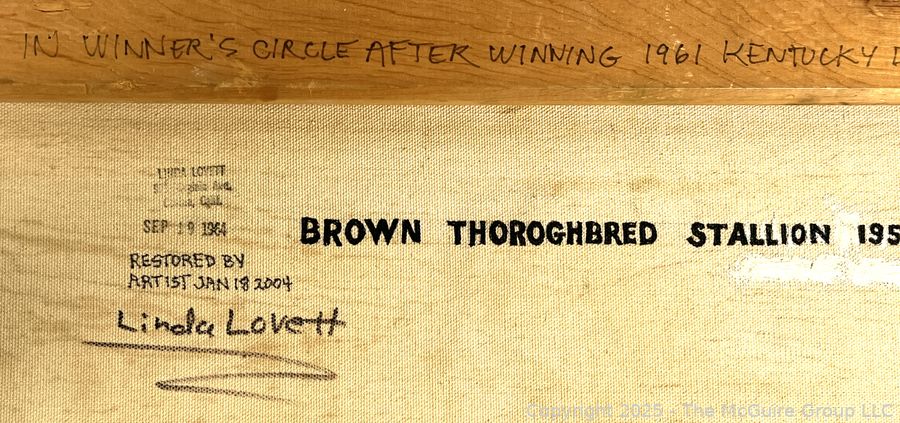 IN WINNER'S CIRCLE AFTER WINNING 1961 KENTUCKY
LINDA LOVETT
Calif.
SEP 19 1964
BROWN THOROGHBRED STALLION 195
RESTORED BY
ARTIST JAN 18 2004
Linda Lovett
Copyright 2025 - The McGuire Group LLC